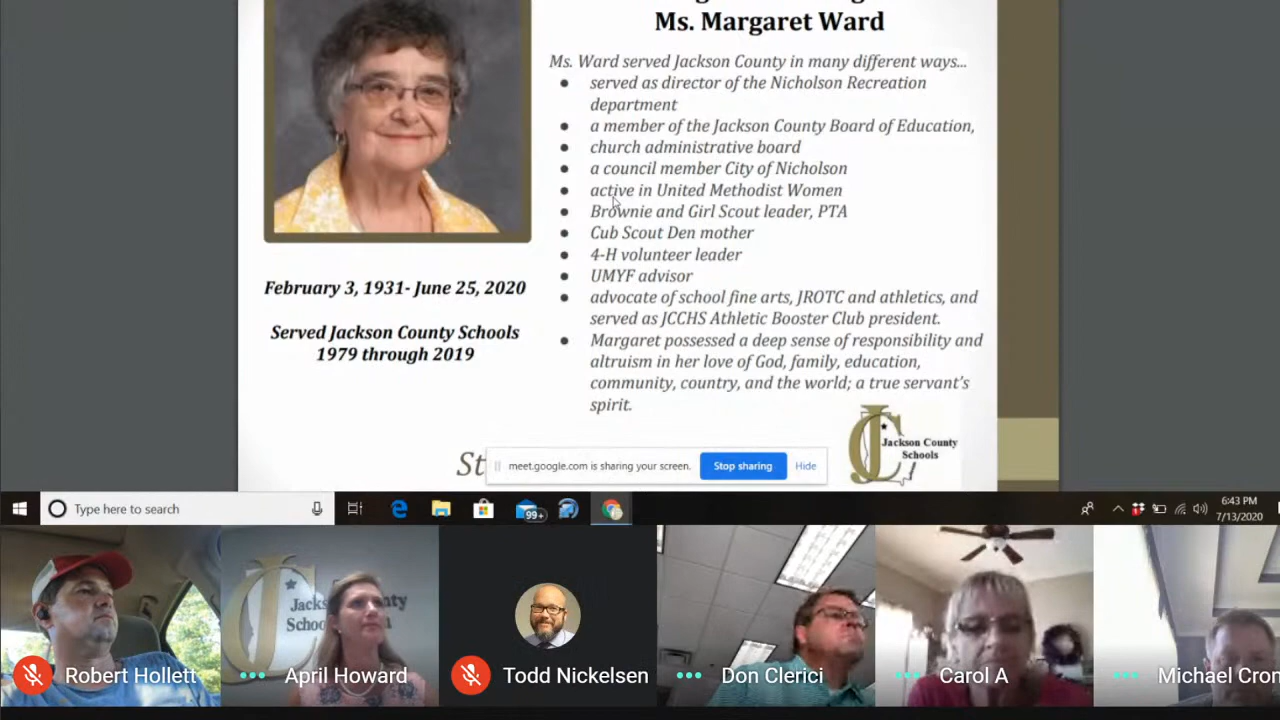 Ms. Margaret Ward
Ms. Ward served Jackson County in many different ways...
● served as director of the Nicholson Recreation
department
● a member of the Jackson County Board of Education,
● church administrative board
● a council member City of Nicholson
● active in United Methodist Women
● Brownie and Girl Scout leader, PTA
● Cub Scout Den mother
● 4-H volunteer leader
● UMYF advisor
● advocate of school fine arts, JROTC and athletics, and
served as JCCHS Athletic Booster Club president.
● Margaret possessed a deep sense of responsibility and
altruism in her love of God, family, education,
community, country, and the world; a true servant's
spirit.
February 3, 1931- June 25, 2020
Served Jackson County Schools
1979 through 2019
JC
Jackson County
Schools
St
meet.google.com is sharing your screen.
Stop sharing
Hide
Type here to search
99+
6:43 PM
7/13/2020
Robert Hollett
April Howard
Todd Nickelsen
Don Clerici
Carol A
Michael Cron